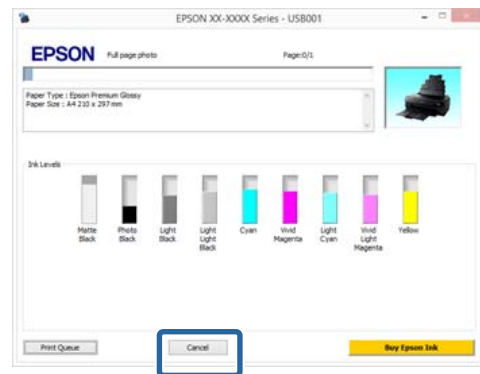 EPSON XX-XXXX Series - USB001
EPSON Full page photo Page:0/1
Paper Type : Epson Premium Glossy
Paper Size : A4 210 x 297 mm
Ink Levels
Matte Black
Photo Black
Light Black
Light Light Black
Cyan
Vivid Magenta
Light Cyan
Vivid Light Magenta
Yellow
Print Queue Cancel Buy Epson Ink